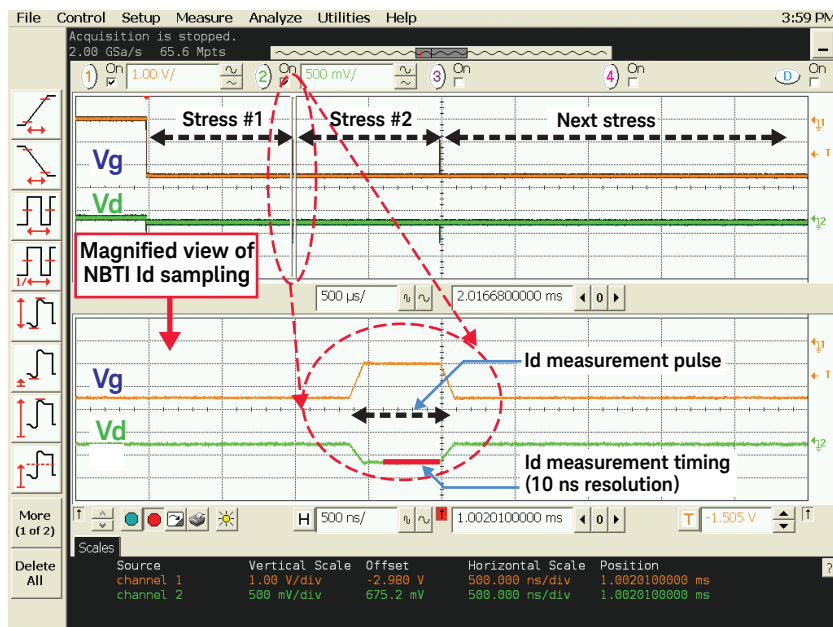 File Control Setup Measure Analyze Utilities Help 3:59 PM
Acquisition is stopped.
2.00 GSa/s 65.6 Mpts
1 On 1.00 V/ 2 On 500 mV/ 3 On 4 On D
Stress #1 Stress #2 Next stress
1
T
Vg
Vd
2
Magnified view of
NBTI Id sampling
1/
500 µs/ 2.0166800000 ms 0
1
T
Vg
Id measurement pulse
Vd
2
Id measurement timing
(10 ns resolution)
More
(1 of 2)
Delete
All
H 500 ns/ 1.0020100000 ms 0 T -1.505 V
Scales
Source Vertical Scale Offset Horizontal Scale Position
channel 1 1.00 V/div -2.980 V 500.000 ns/div 1.0020100000 ms
channel 2 500 mV/div 675.2 mV 500.000 ns/div 1.0020100000 ms
?